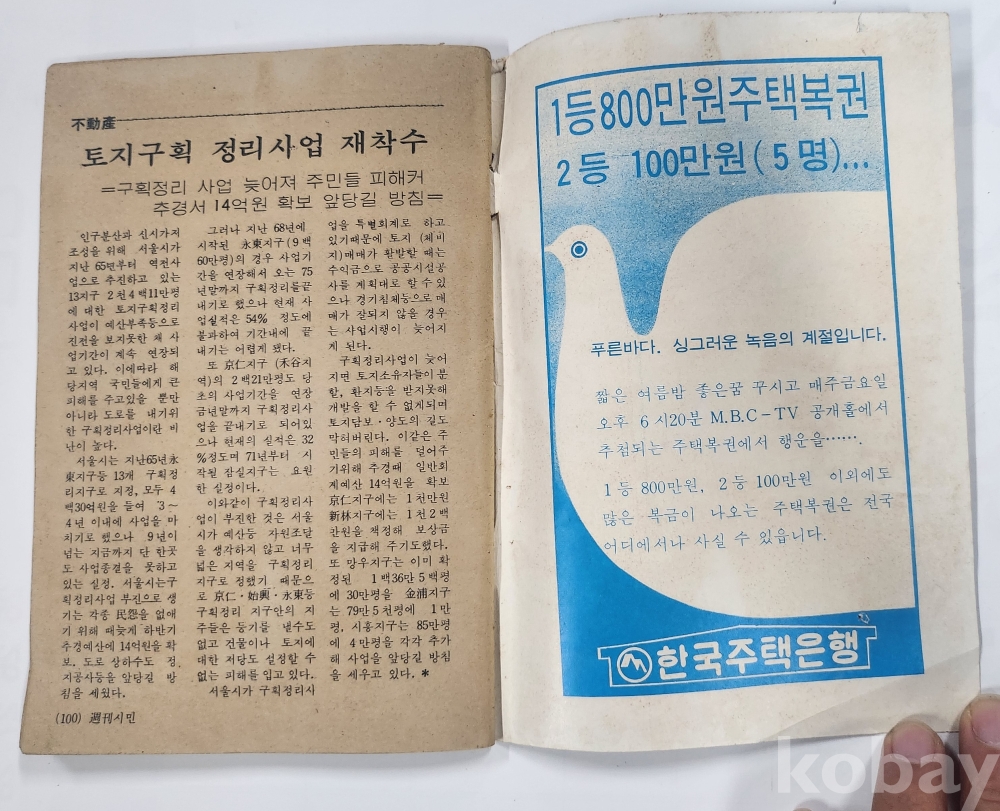 不動產
토지구획 정리사업 재착수
=구획정리 사업 늦어져 주민들 피해커
추경서 14억원 확보 앞당길 방침=
인구분산과 신시가지
조성을 위해 서울시가
지난 65년부터 역천사
업으로 추진하고 있는
13지구 2천4백11만평
에 대한 토지구획정리
사업이 예산부족등으로
진전을 보지못한 채 사
업기간이 계속 연장되
고 있다. 이에따라 해
당지역 국민들에게 큰
피해를 주고있을 뿐만
아니라 도로를 내기위
한 구획정리사업이란 비
난이 높다.
서울시는 지난65년永
東지구등 13개 구획정
리지구로 지정, 모두 4
백30억원을 들여 3~
4년 이내에 사업을 마
치기로 했으나 9년이
넘는 지금까지 단 한곳
도 사업종결을 못하고
있는 실정. 서울시는구
획정리사업 부진으로 생
기는 각종 民怨을 없애
기 위해 때늦게 하반기
추경예산에 14억원을 확
보. 도로 상하수도 정
지공사등을 앞당길 방
침을 세웠다.
그러나 지난 68년에
시작된 永東지구(9백
60만평)의 경우 사업기
간을 연장해서 오는 75
년말까지 구획정리를끝
내기로 했으나 현재 사
업실적은 54% 정도에
불과하여 기간내에 끝
내기는 어렵게 됐다.
또 京仁지구 (禾谷지
역)의 2백21만평도 당
초의 사업기간을 연장
금년말까지 구획정리사
업을 끝내기로 되어있
으나 현재의 실적은 32
%정도며 71년부터 시
작될 잠실지구는 요원
한 실정이다.
이와같이 구획정리사
업이 부진한 것은 서울
시가 예산등 자원조달
을 생각하지 않고 너무
넓은 지역을 구획정리
지구로 정했기 때문으
로 京仁·始興·永東등
구획정리 지구안의 지
주들은 등기를 낼수도
없고 건물이나 토지에
대한 저당도 설정할 수
없는 피해를 입고 있다.
서울시가 구획정리사
업을 특별회계로 하고
있기때문에 토지 (체비
지)매매가 활발할 때는
수익금으로 공공시설공
사를 계획대로 할 수 있
으나 경기침체등으로 매
매가 잘되지 않을 경우
는 사업시행이 늦어지
게 된다.
구획정리사업이 늦어
지면 토지소유자들이 분
할, 환지등을 받지못해
개발을 할 수 없게되며
토지담보·양도의 길도
막혀버린다. 이같은 주
민들의 피해를 덜어주
기위해 추경때 일반회
계예산 14억원을 확보
京仁지구에는 1천만원
新林지구에는 1천2백
만원을 책정해 보상금
을 지급해 주기도했다.
또 망우지구는 이미 확
정된 1백36만5백평
에 30만평을 金浦지구
는 79만5천평에 1만
평, 시흥지구는 85만평
에 4만평을 각각 추가
해 사업을 앞당길 방침
을 세우고 있다. *
(100) 週刊시민
1등800만원주택복권
2등 100만원(5명)...
푸른바다. 싱그러운 녹음의 계절입니다.
짧은 여름밤 좋은꿈 꾸시고 매주금요일
오후 6시20분 M.B.C-TV 공개홀에서
추첨되는 주택복권에서 행운을……
1등 800만원, 2등 100만원 이외에도
많은 복금이 나오는 주택복권은 전국
어디에서나 사실 수 있읍니다.
한국주택은행
kobay